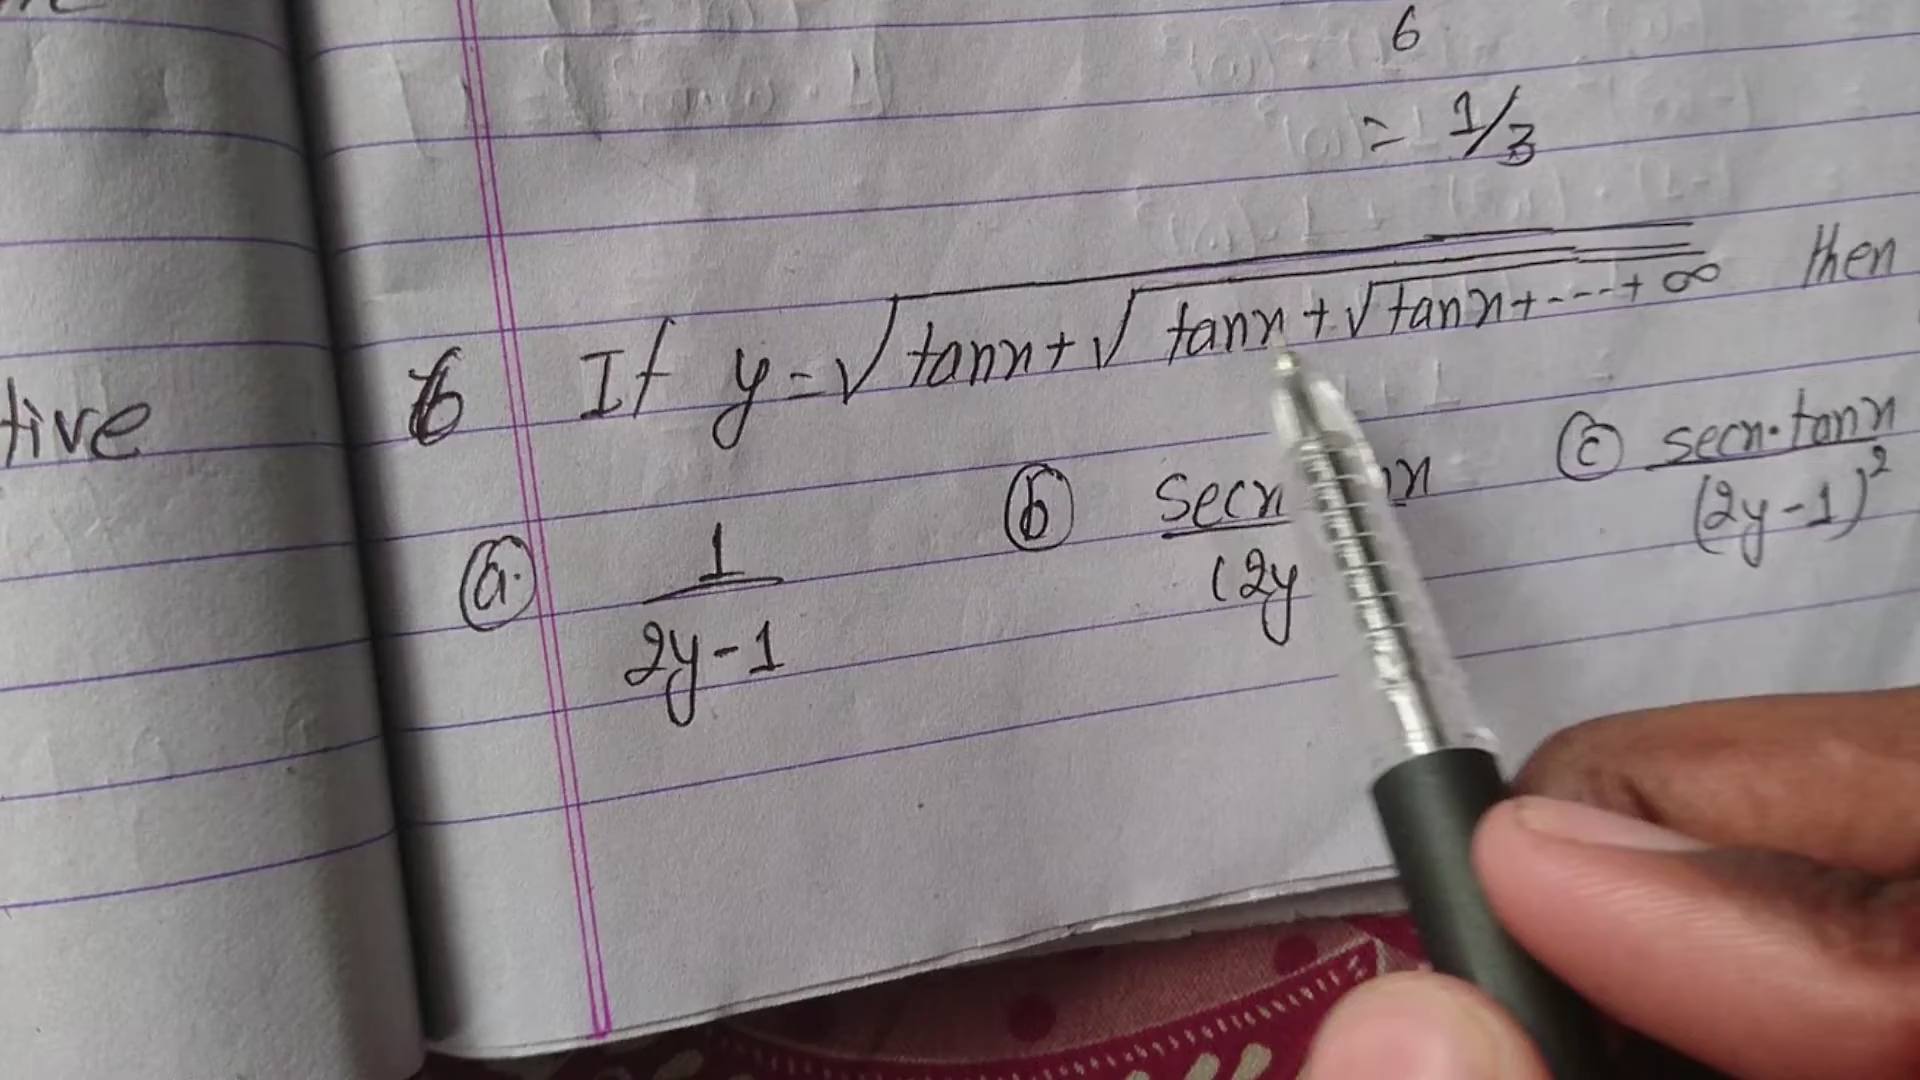 6
= 1/3
tive
6 If y = √tanx + √tanx + √tanx + --- + ∞ then
(a) 1/2y-1 (b) secx x/(2y (c) secx·tanx/(2y-1)²